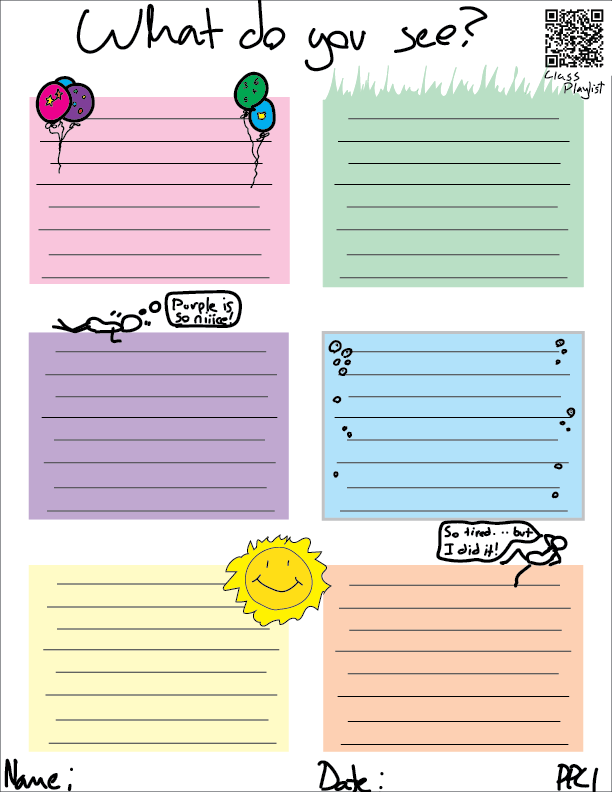 What do you see?
Class
Playlist
Purple is
so niiice!
So tired... but
I did it!
Name:
Date:
PPC1